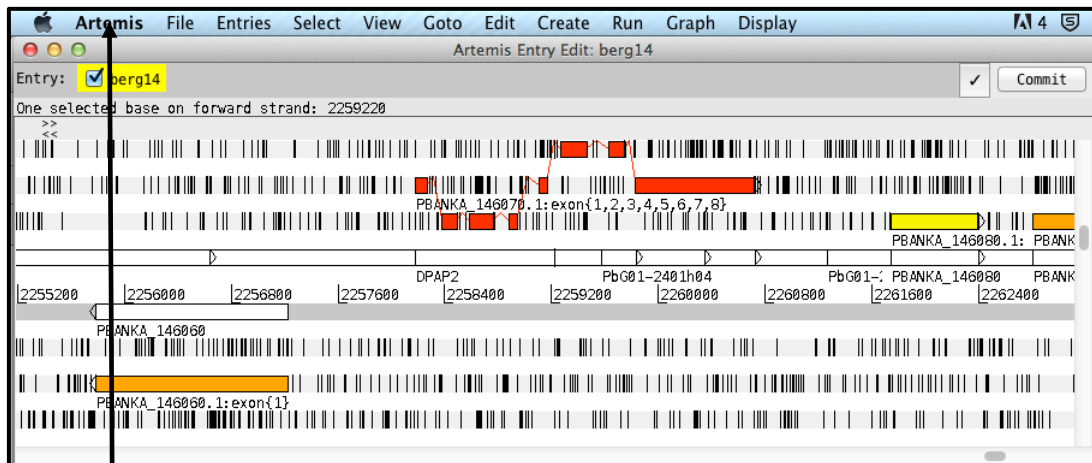 Artemis File Entries Select View Goto Edit Create Run Graph Display 4
Artemis Entry Edit: berg14
Entry: berg14 ✓ Commit
One selected base on forward strand: 2259220
>>
<<
PBANKA_146070.1:exon{1,2,3,4,5,6,7,8}
PBANKA_146080.1: PBANK
DPAP2 PbG01-2401h04 PbG01-2 PBANKA_146080 PBANK
2255200 2256000 2256800 2257600 2258400 2259200 2260000 2260800 2261600 2262400
PBANKA_146060
PBANKA_146060.1:exon{1}